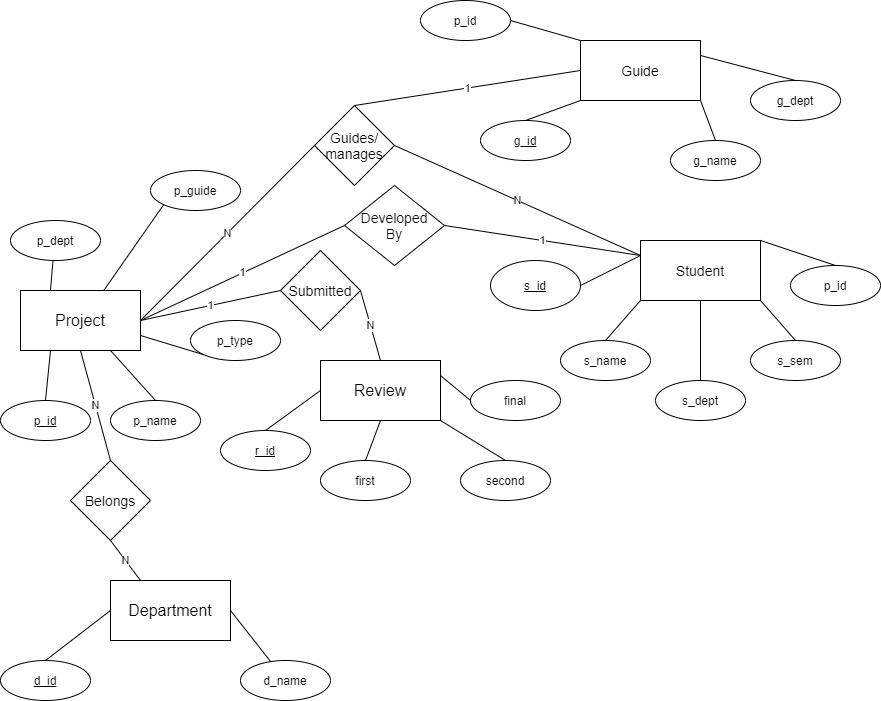 p_id
Guide
g_dept
1
g_id
Guides/
manages
g_name
p_guide
N
N
Developed
By
p_dept
1
1
s_id
Student
p_id
Submitted
1
Project
N
p_type
s_name
s_sem
Review
final
s_dept
N
p_id
p_name
r_id
first
second
Belongs
N
Department
d_id
d_name